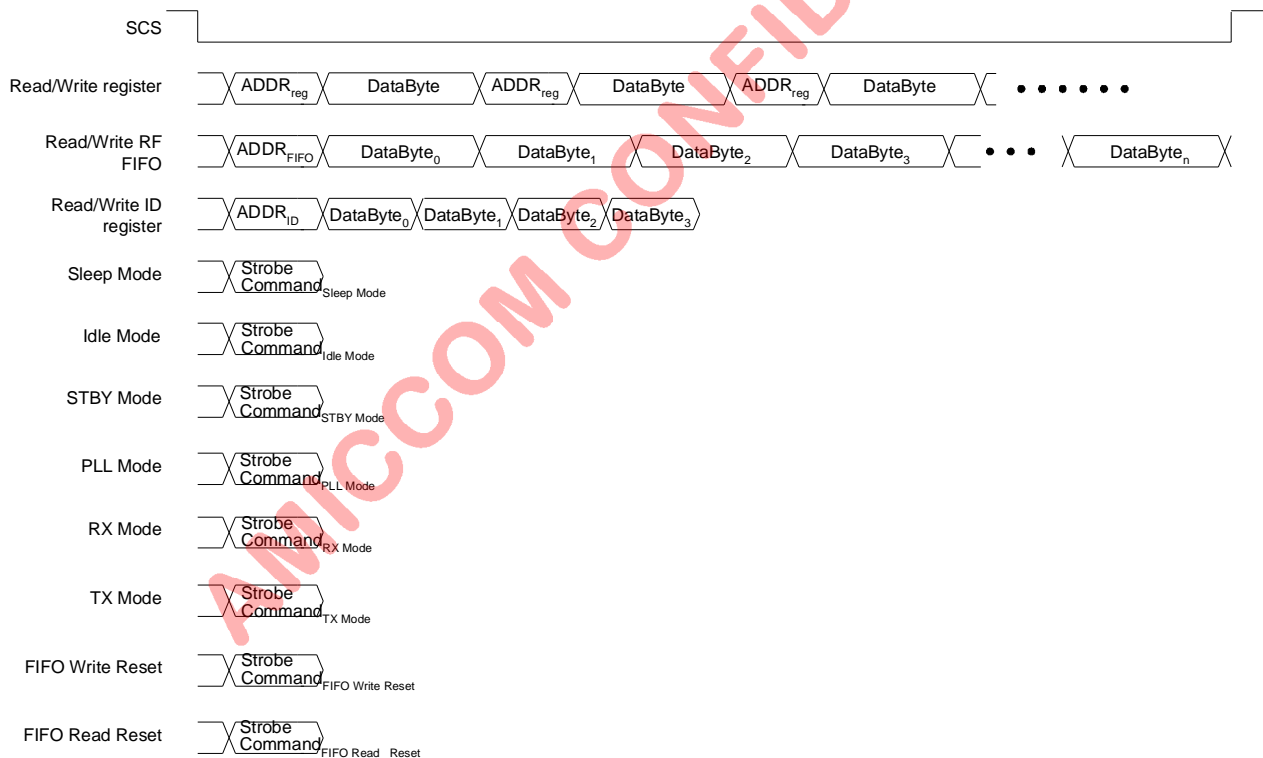 SCS
Read/Write register ADDRreg DataByte ADDRreg DataByte ADDRreg DataByte
Read/Write RF
FIFO
ADDRFIFO DataByte0 DataByte1 DataByte2 DataByte3 DataByten
Read/Write ID
register
ADDRID DataByte0 DataByte1 DataByte2 DataByte3
Sleep Mode
Strobe
CommandSleep Mode
Idle Mode
Strobe
CommandIdle Mode
STBY Mode
Strobe
CommandSTBY Mode
PLL Mode
Strobe
CommandPLL Mode
RX Mode
Strobe
CommandRX Mode
TX Mode
Strobe
CommandTX Mode
FIFO Write Reset
Strobe
CommandFIFO Write Reset
FIFO Read Reset
Strobe
CommandFIFO Read Reset
AMICCOM CONFID